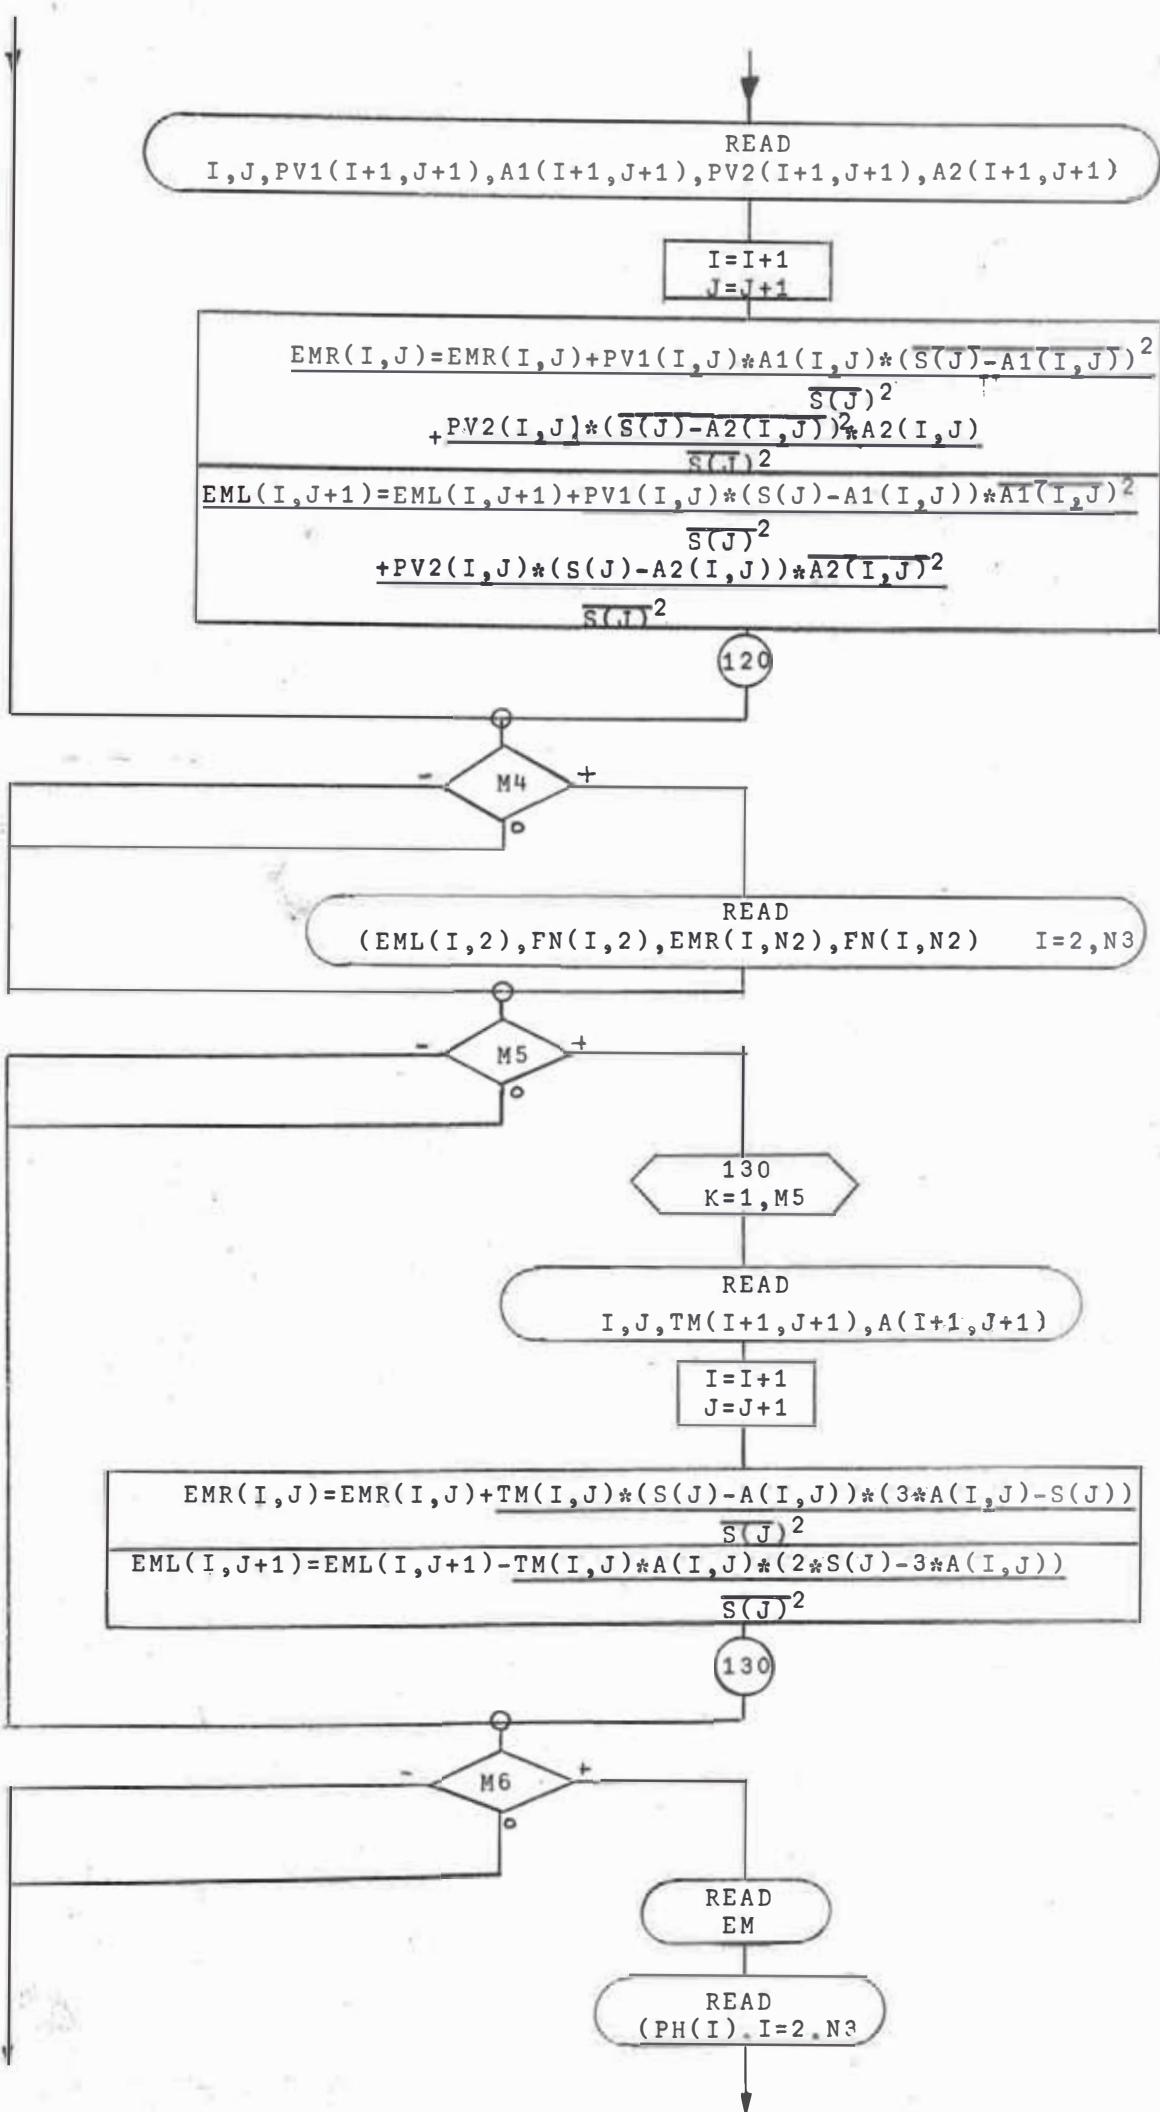 READ
I,J,PV1(I+1,J+1),A1(I+1,J+1),PV2(I+1,J+1),A2(I+1,J+1)
I=I+1
J=J+1
EMR(I,J)=EMR(I,J)+PV1(I,J)*A1(I,J)*(S(J)-A1(I,J))2
S(J)2
+PV2(I,J)*(S(J)-A2(I,J))2*A2(I,J)
S(J)2
EML(I,J+1)=EML(I,J+1)+PV1(I,J)*(S(J)-A1(I,J))*A1(I,J)2
S(J)2
+PV2(I,J)*(S(J)-A2(I,J))*A2(I,J)2
S(J)2
120
- M4 +
0
READ
(EML(I,2),FN(I,2),EMR(I,N2),FN(I,N2) I=2,N3
- M5 +
0
130
K=1,M5
READ
I,J,TM(I+1,J+1),A(I+1,J+1)
I=I+1
J=J+1
EMR(I,J)=EMR(I,J)+TM(I,J)*(S(J)-A(I,J))*(3*A(I,J)-S(J))
S(J)2
EML(I,J+1)=EML(I,J+1)-TM(I,J)*A(I,J)*(2*S(J)-3*A(I,J))
S(J)2
130
- M6 +
0
READ
EM
READ
(PH(I).I=2.N3